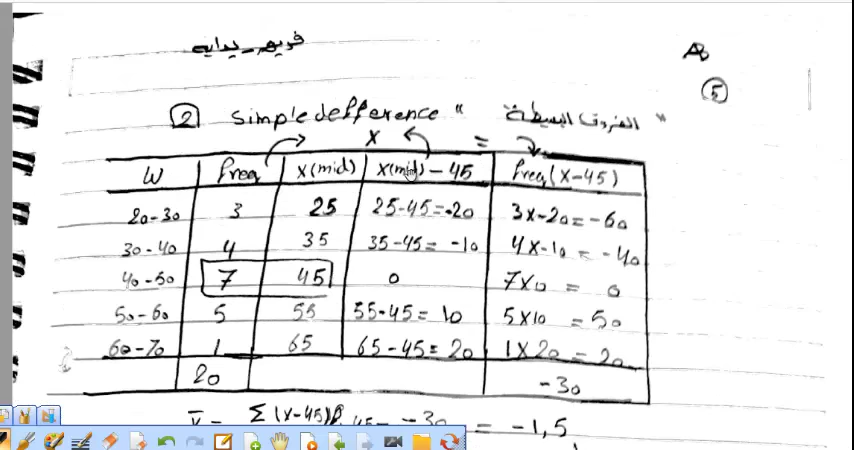 ⑤
2 Simple defference " الفروق البسيطة "
X =
W Freq X(mid) X(mid) - 45 Freq(X-45)
20-30 3 25 25-45=-20 3x-20=-60
30-40 4 35 35-45= -10 4x-10 = -40
40-50 7 45 0 7x0 = 0
50-60 5 55 55-45= 10 5x10 = 50
60-70 1 65 65-45= 20 1x20 = 20
20 -30
= -1,5